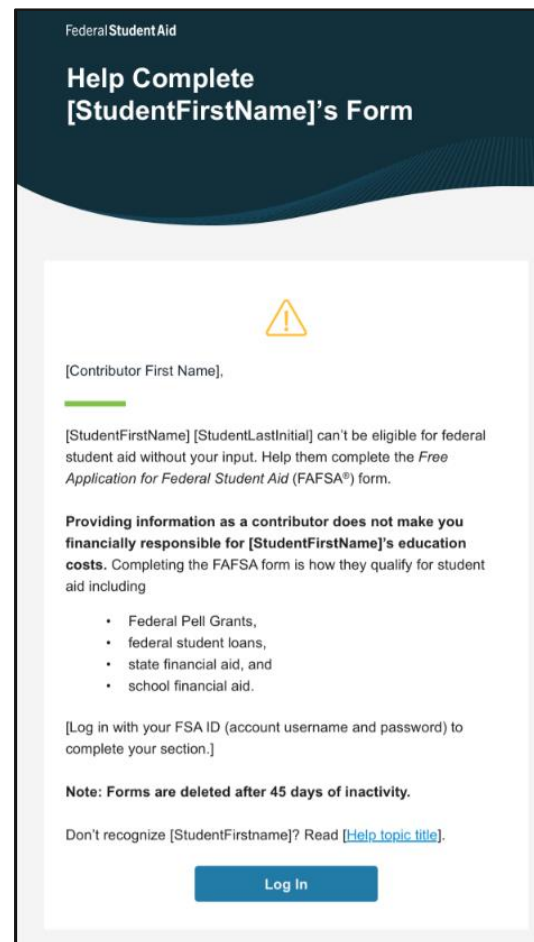 Federal Student Aid
Help Complete
[StudentFirstName]’s Form
[Contributor First Name],
[StudentFirstName] [StudentLastInitial] can’t be eligible for federal
student aid without your input. Help them complete the Free
Application for Federal Student Aid (FAFSA®) form.
Providing information as a contributor does not make you
financially responsible for [StudentFirstName]’s education
costs. Completing the FAFSA form is how they qualify for student
aid including
• Federal Pell Grants,
• federal student loans,
• state financial aid, and
• school financial aid.
[Log in with your FSA ID (account username and password) to
complete your section.]
Note: Forms are deleted after 45 days of inactivity.
Don’t recognize [StudentFirstname]? Read [Help topic title].
Log In